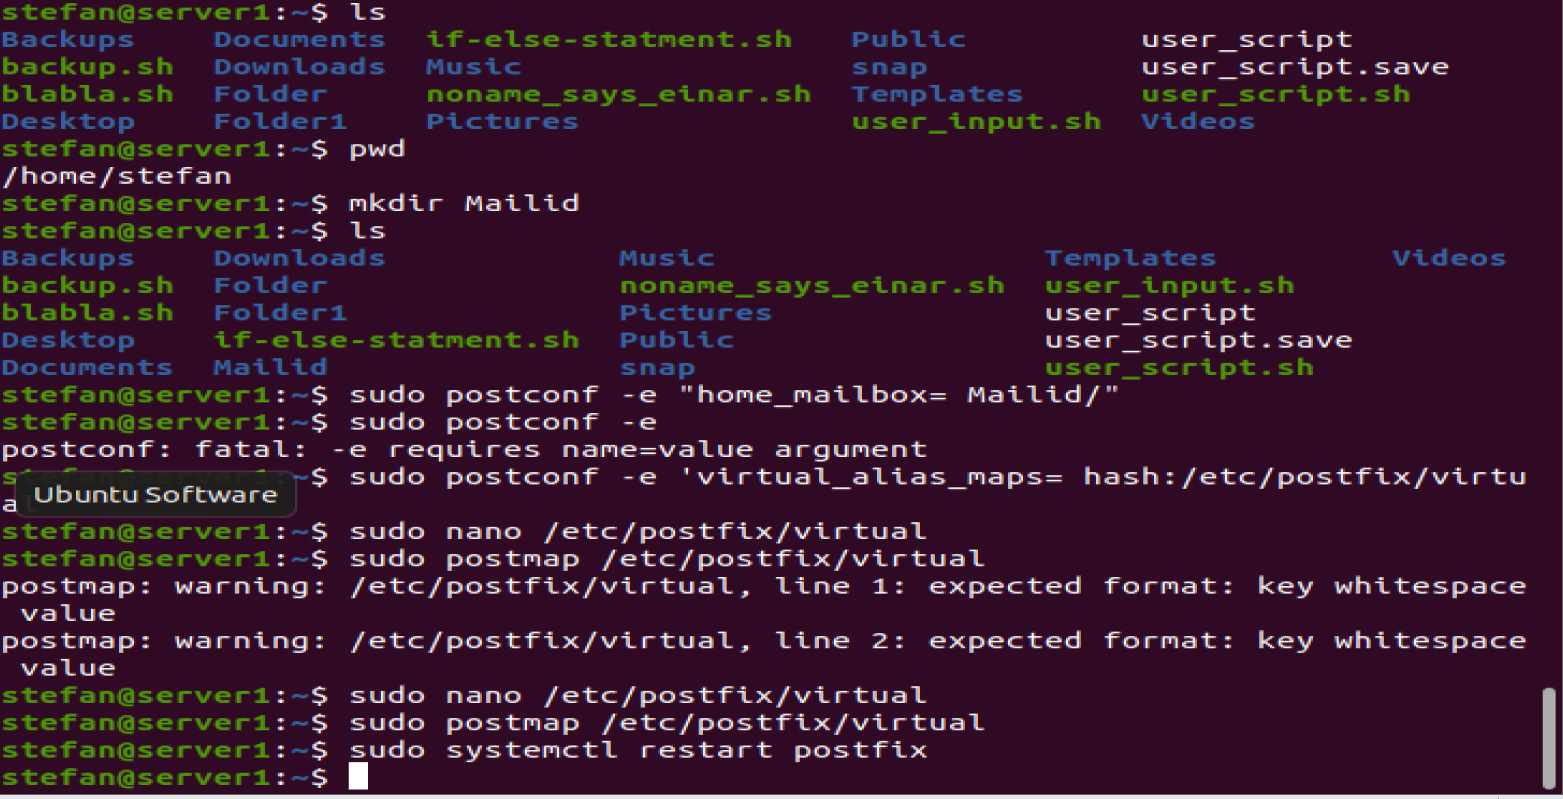 stefan@server1:~$ ls
Backups Documents if-else-statment.sh Public user_script
backup.sh Downloads Music snap user_script.save
blabla.sh Folder noname_says_einar.sh Templates user_script.sh
Desktop Folder1 Pictures user_input.sh Videos
stefan@server1:~$ pwd
/home/stefan
stefan@server1:~$ mkdir Mailid
stefan@server1:~$ ls
Backups Downloads Music Templates Videos
backup.sh Folder noname_says_einar.sh user_input.sh
blabla.sh Folder1 Pictures user_script
Desktop if-else-statment.sh Public user_script.save
Documents Mailid snap user_script.sh
stefan@server1:~$ sudo postconf -e "home_mailbox= Mailid/"
stefan@server1:~$ sudo postconf -e
postconf: fatal: -e requires name=value argument
stefan@server1:~$ sudo postconf -e 'virtual_alias_maps= hash:/etc/postfix/virtu
Ubuntu Software
stefan@server1:~$ sudo nano /etc/postfix/virtual
stefan@server1:~$ sudo postmap /etc/postfix/virtual
postmap: warning: /etc/postfix/virtual, line 1: expected format: key whitespace
value
postmap: warning: /etc/postfix/virtual, line 2: expected format: key whitespace
value
stefan@server1:~$ sudo nano /etc/postfix/virtual
stefan@server1:~$ sudo postmap /etc/postfix/virtual
stefan@server1:~$ sudo systemctl restart postfix
stefan@server1:~$